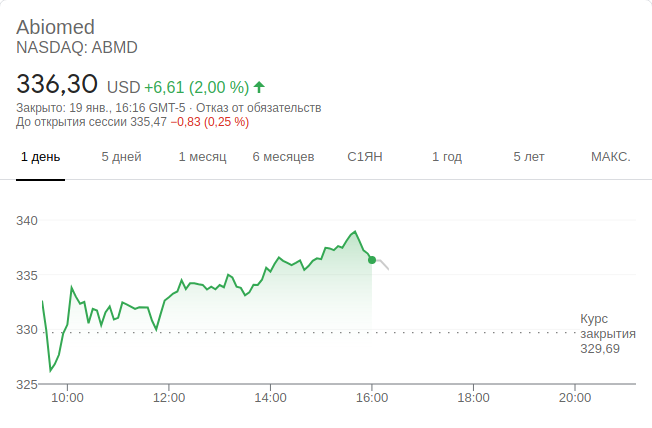 Abiomed
NASDAQ: ABMD
336,30 USD +6,61 (2,00 %)
Закрыто: 19 янв., 16:16 GMT-5 · Отказ от обязательств
До открытия сессии 335,47 −0,83 (0,25 %)
1 день 5 дней 1 месяц 6 месяцев С1ЯН 1 год 5 лет МАКС.
340
335
330
Курс
закрытия
329,69
325
10:00 12:00 14:00 16:00 18:00 20:00